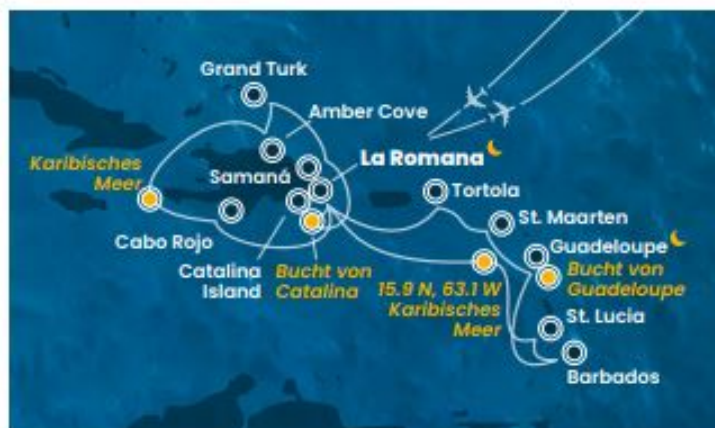 Grand Turk
Amber Cove
Karibisches
Meer
La Romana
Samaná
Tortola
St. Maarten
Cabo Rojo
Guadeloupe
Catalina
Island
Bucht von
Catalina
15.9 N, 63.1 W
Karibisches
Meer
Bucht von
Guadeloupe
St. Lucia
Barbados